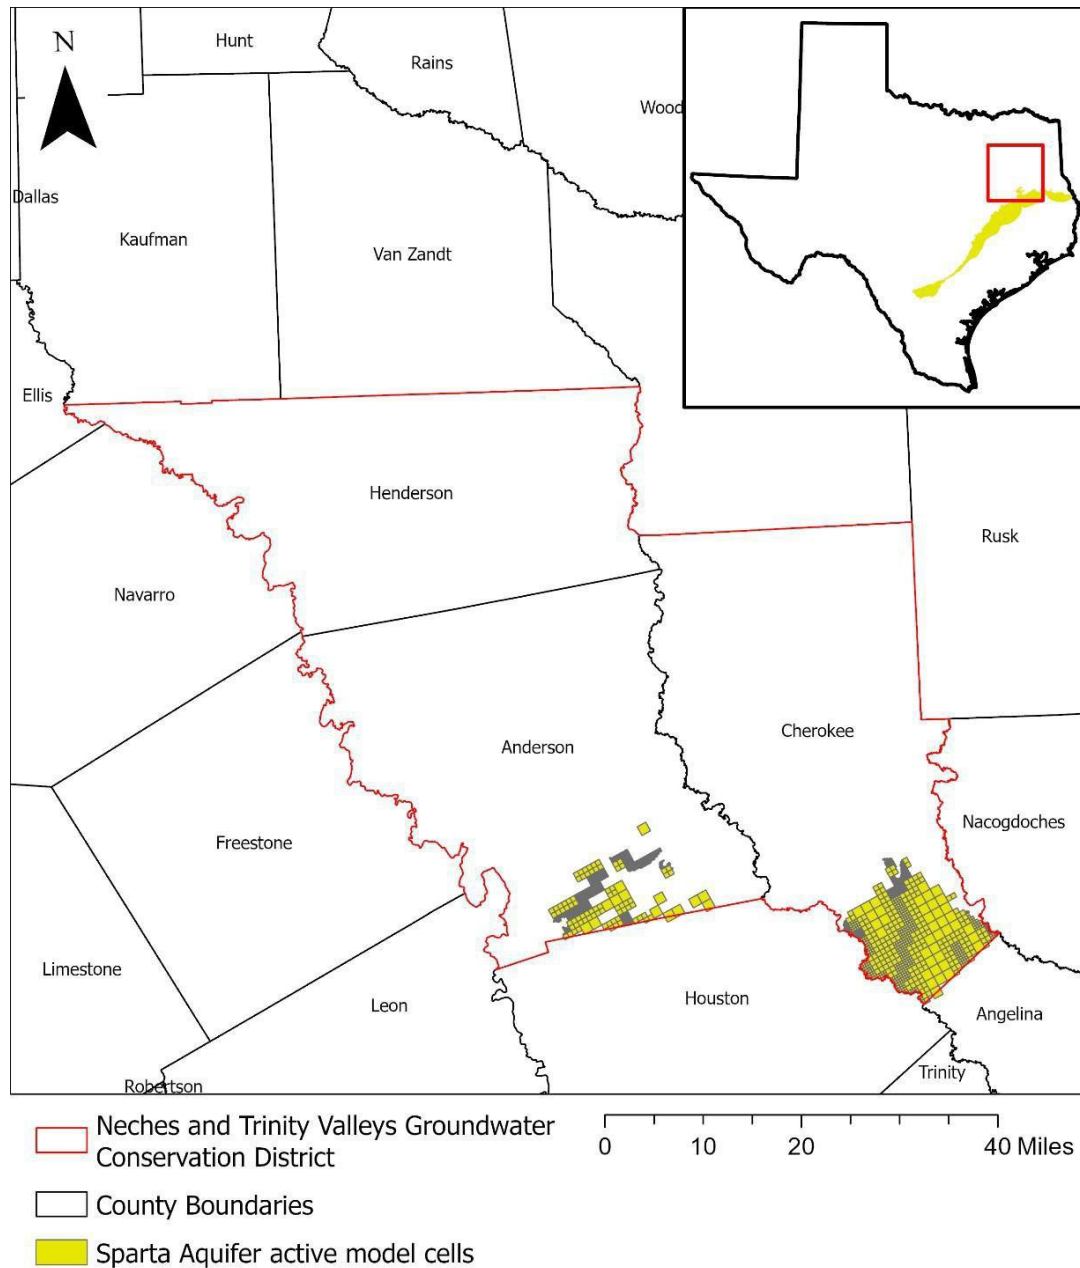 N
Hunt
Rains
Wood
Dallas
Kaufman
Van Zandt
Ellis
Henderson
Rusk
Navarro
Anderson
Cherokee
Nacogdoches
Freestone
Limestone
Leon
Houston
Angelina
Trinity
Robertson
Neches and Trinity Valleys Groundwater
Conservation District
0 10 20 40 Miles
County Boundaries
Sparta Aquifer active model cells